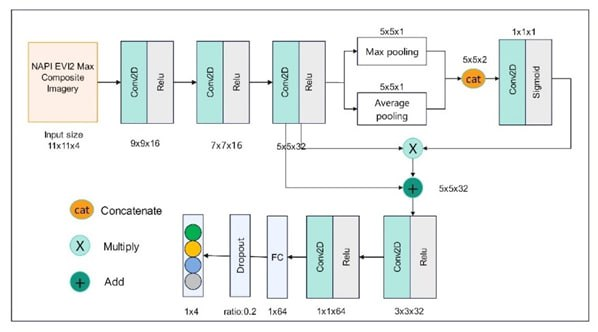 NAPI EVI2 Max
Composite
Imagery
Input size
11x11x4
Conv2D
Relu
9x9x16
Conv2D
Relu
7x7x16
Conv2D
Relu
5x5x32
5x5x1
Max pooling
5x5x1
Average
pooling
5x5x2
cat
1x1x1
Conv2D
Sigmoid
X
+
5x5x32
cat
Concatenate
X
Multiply
+
Add
1x4
Dropout
ratio:0.2
FC
1x64
Conv2D
Relu
1x1x64
Conv2D
Relu
3x3x32